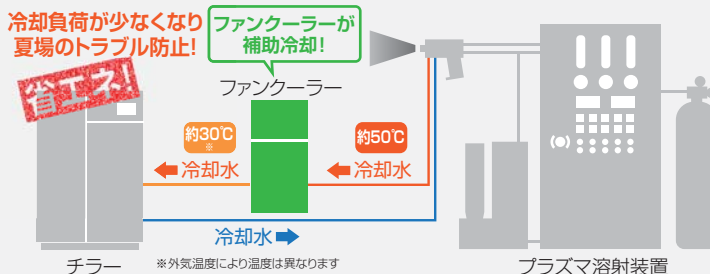 冷却負荷が少なくなり
夏場のトラブル防止!
省エネ!
ファンクーラーが
補助冷却!
ファンクーラー
約30℃
※
約50℃
冷却水
冷却水
冷却水
チラー
※外気温度により温度は異なります
プラズマ溶射装置